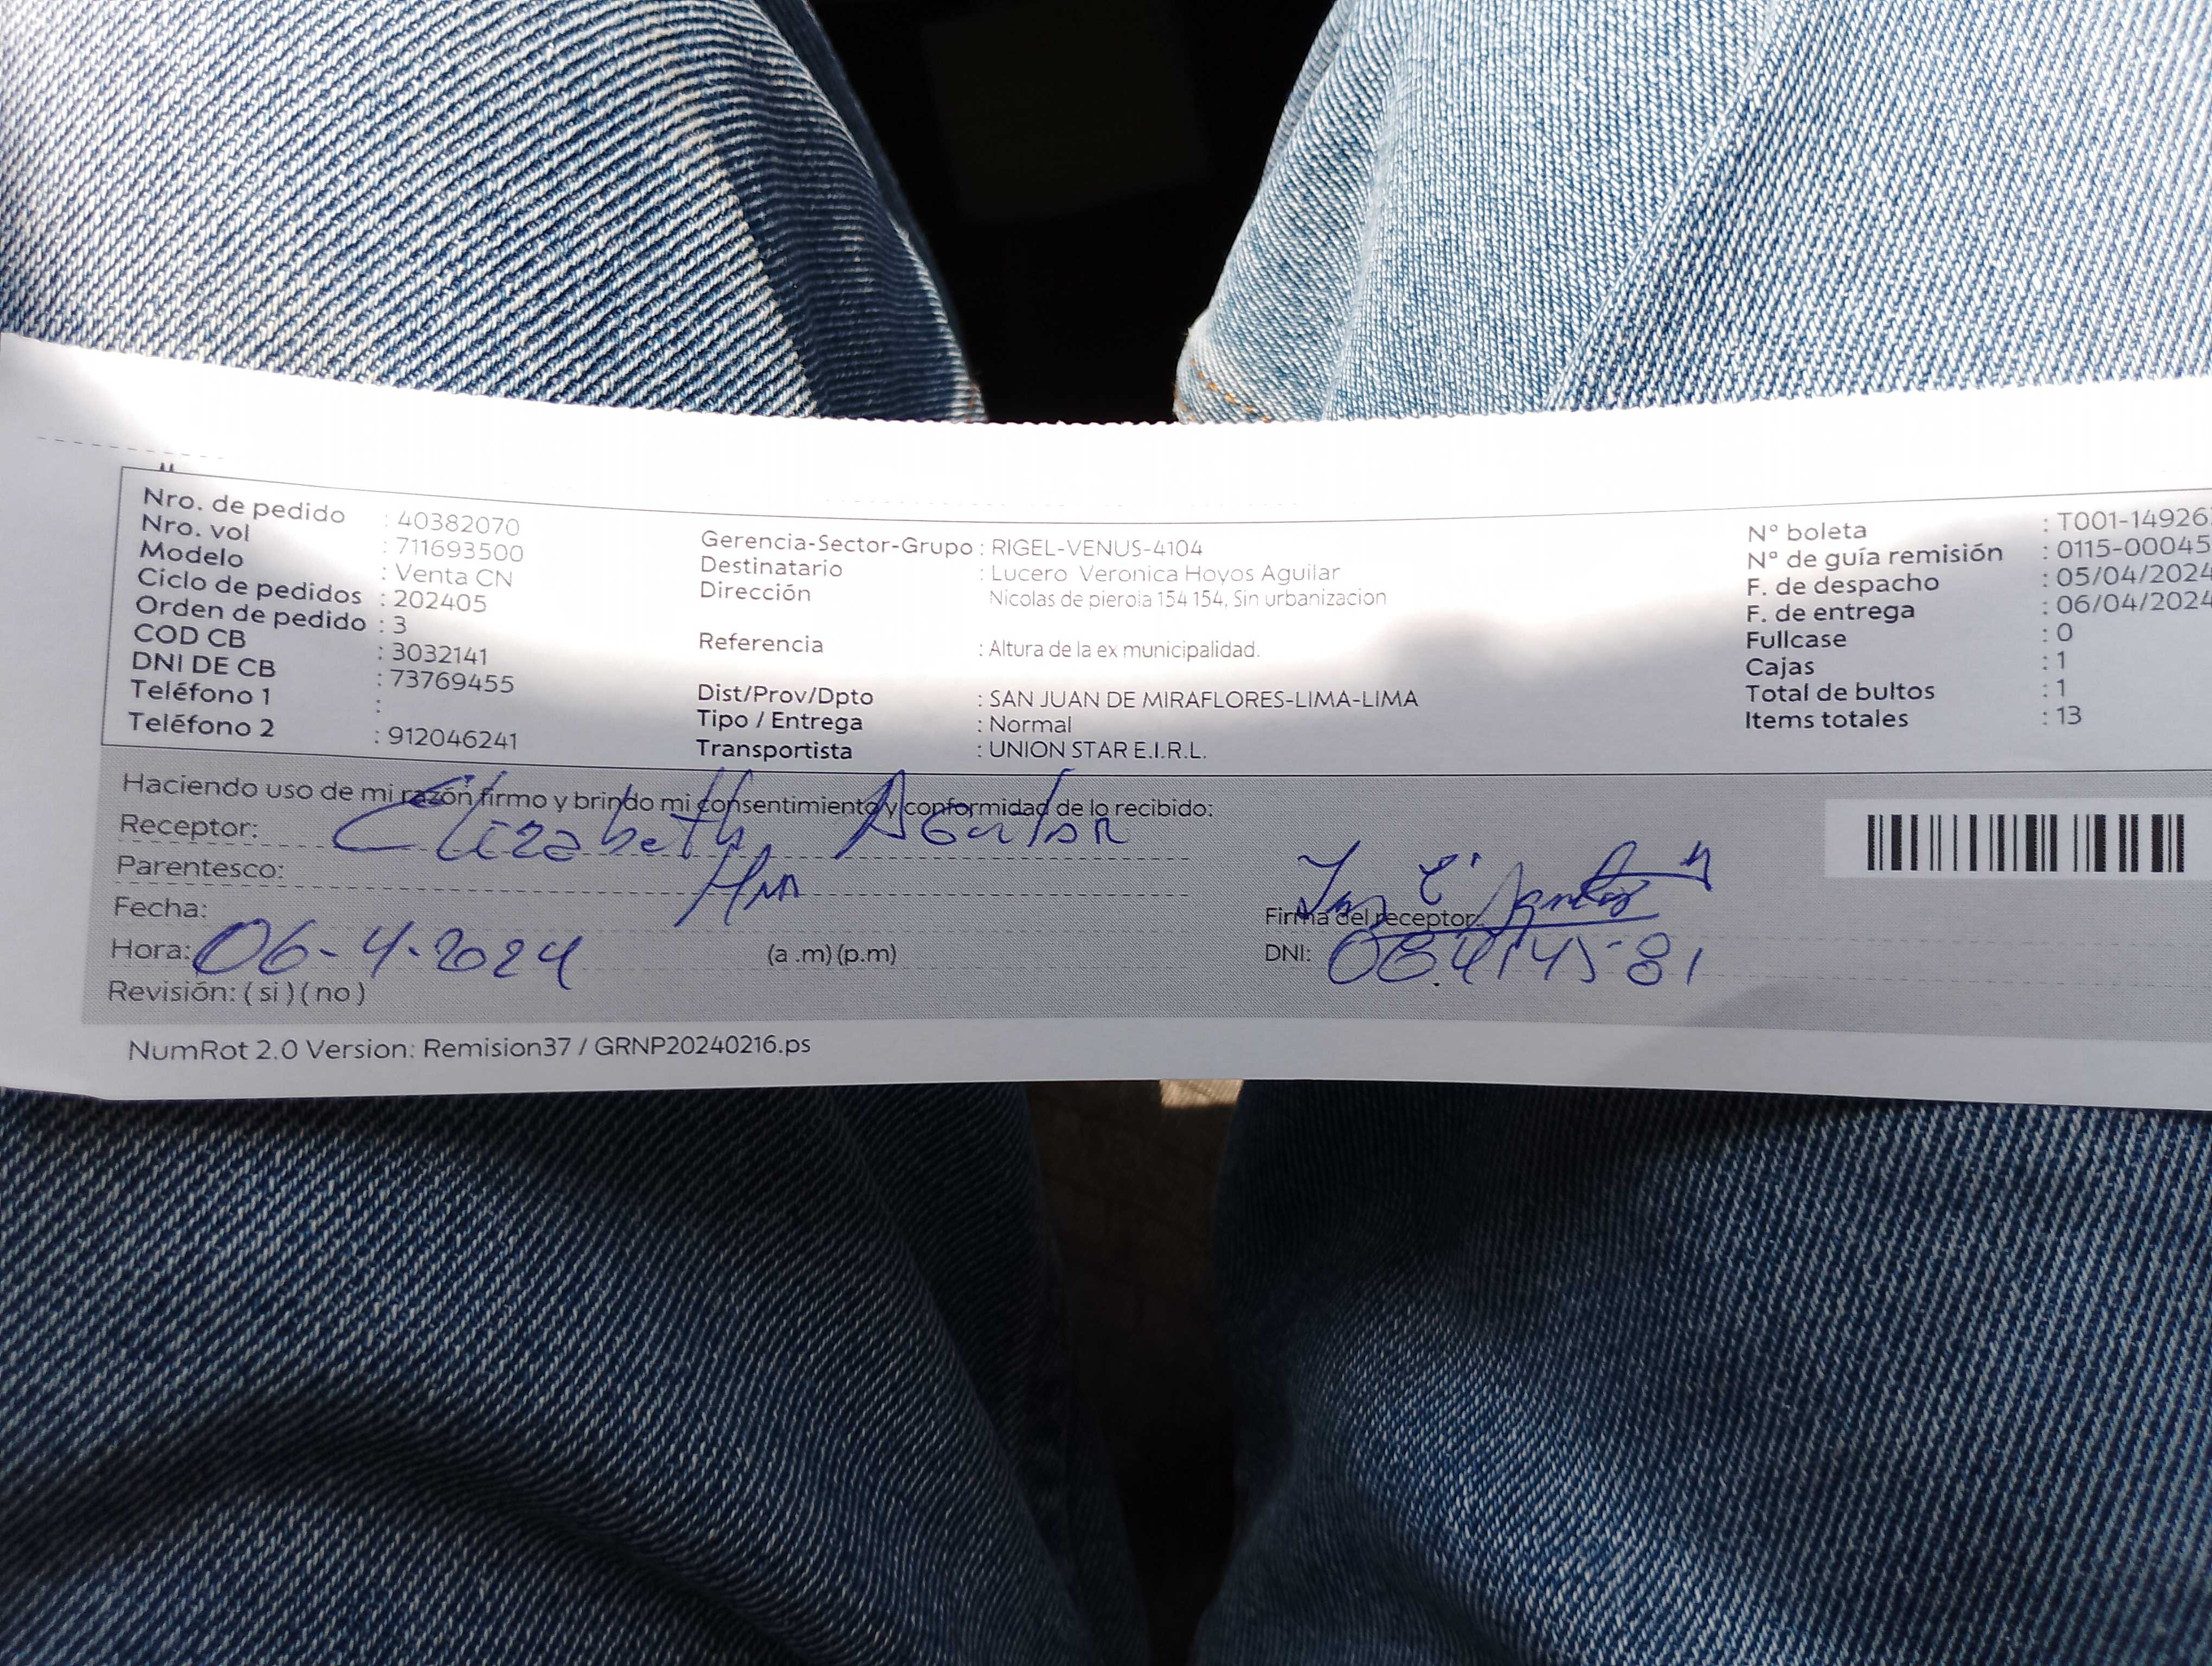 Nro. de pedido : 40382070
Nro. vol : 711693500
Modelo : Venta CN
Ciclo de pedidos : 202405
Orden de pedido : 3
COD CB : 3032141
DNI DE CB : 73769455
Teléfono 1 :
Teléfono 2 : 912046241
Gerencia-Sector-Grupo : RIGEL-VENUS-4104
Destinatario : Lucero Veronica Hoyos Aguilar
Dirección Nicolas de pierola 154 154, Sin urbanizacion
Referencia : Altura de la ex municipalidad.
Dist/Prov/Dpto : SAN JUAN DE MIRAFLORES-LIMA-LIMA
Tipo / Entrega : Normal
Transportista : UNION STAR E.I.R.L.
N° boleta : T001-14926
N° de guía remisión : 0115-00045
F. de despacho : 05/04/2024
F. de entrega : 06/04/2024
Fullcase : 0
Cajas : 1
Total de bultos : 1
Items totales : 13
Haciendo uso de mi razón firmo y brindo mi consentimiento y conformidad de lo recibido:
Receptor: Elizabeth Aguilar
Parentesco:
Fecha:
Hora: 06-4-2024 (a .m) (p.m)
Revisión: ( si ) ( no )
Firma del receptor
DNI:
NumRot 2.0 Version: Remision37 / GRNP20240216.ps